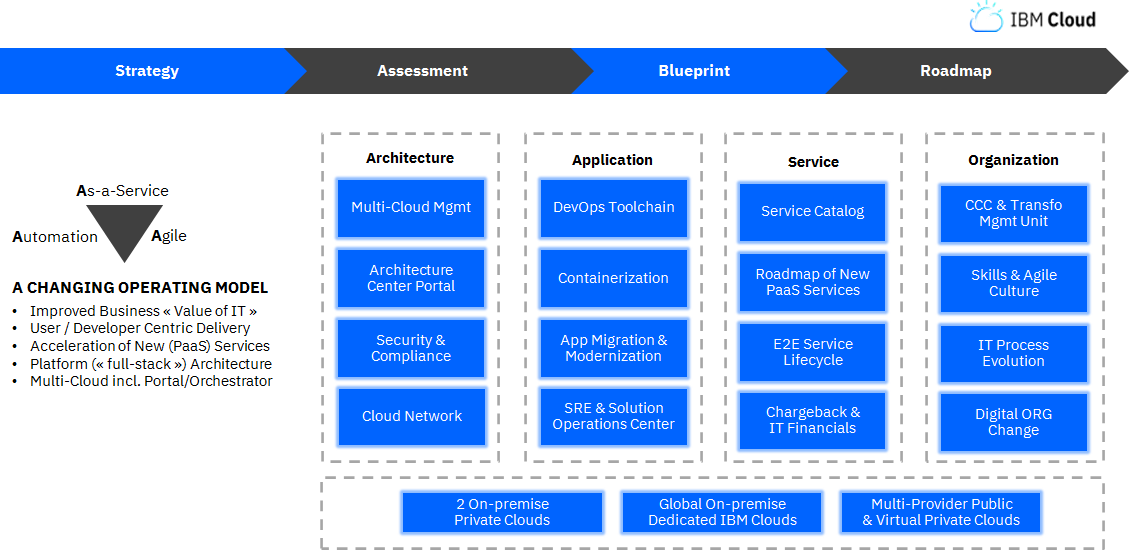 IBM Cloud
Strategy
Assessment
Blueprint
Roadmap
As-a-Service
Automation
Agile
A CHANGING OPERATING MODEL
• Improved Business « Value of IT »
• User / Developer Centric Delivery
• Acceleration of New (PaaS) Services
• Platform (« full-stack ») Architecture
• Multi-Cloud incl. Portal/Orchestrator
Architecture
Multi-Cloud Mgmt
Architecture
Center Portal
Security &
Compliance
Cloud Network
Application
DevOps Toolchain
Containerization
App Migration &
Modernization
SRE & Solution
Operations Center
Service
Service Catalog
Roadmap of New
PaaS Services
E2E Service
Lifecycle
Chargeback &
IT Financials
Organization
CCC & Transfo
Mgmt Unit
Skills & Agile
Culture
IT Process
Evolution
Digital ORG
Change
2 On-premise
Private Clouds
Global On-premise
Dedicated IBM Clouds
Multi-Provider Public
& Virtual Private Clouds